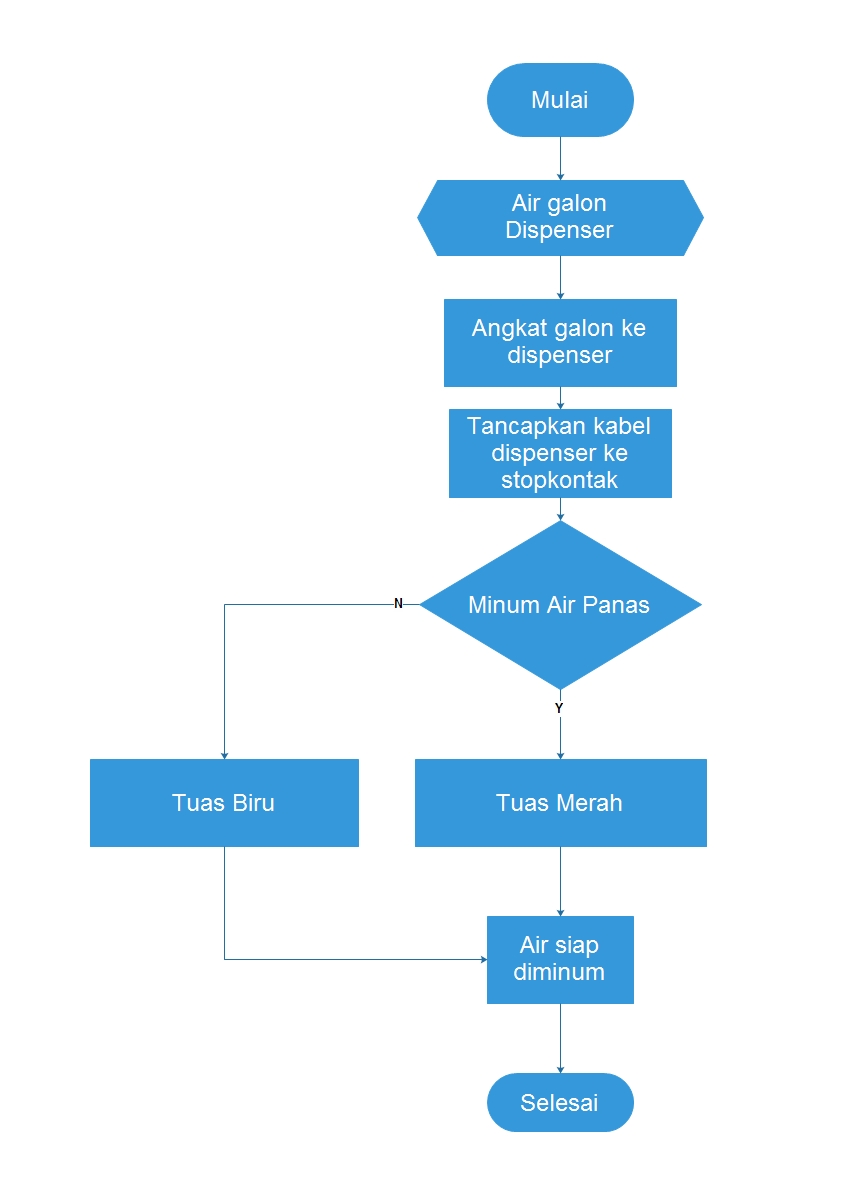 Mulai
Air galon
Dispenser
Angkat galon ke
dispenser
Tancapkan kabel
dispenser ke
stopkontak
Minum Air Panas
N
Y
Tuas Biru
Tuas Merah
Air siap
diminum
Selesai